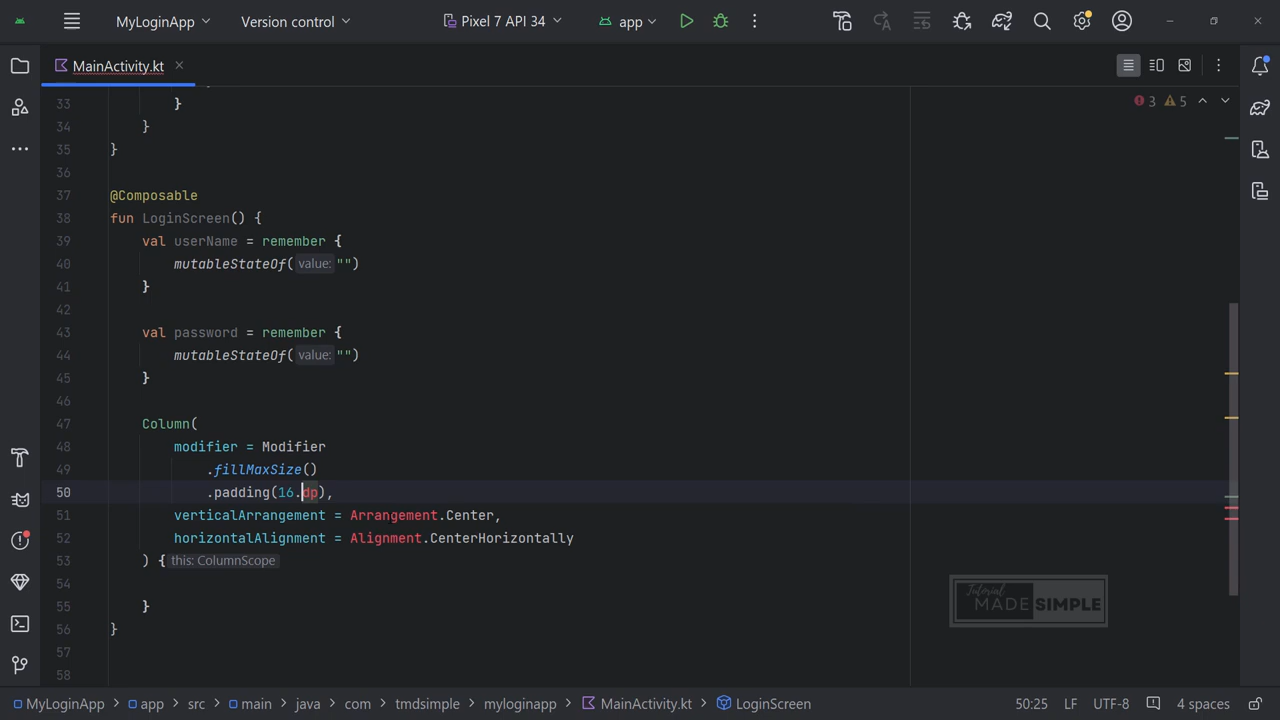 MyLoginApp
Version control
Pixel 7 API 34
app
MainActivity.kt
3
5
33 }
34 }
35 }
36
37 @Composable
38 fun LoginScreen() {
39 val userName = remember {
40 mutableStateOf( value: "")
41 }
42
43 val password = remember {
44 mutableStateOf( value: "")
45 }
46
47 Column(
48 modifier = Modifier
49 .fillMaxSize()
50 .padding(16.dp),
51 verticalArrangement = Arrangement.Center,
52 horizontalAlignment = Alignment.CenterHorizontally
53 ) { this: ColumnScope
54
55 }
56 }
57
58
Tutorial
MADE SIMPLE
MyLoginApp > app > src > main > java > com > tmdsimple > myloginapp > MainActivity.kt > LoginScreen
50:25 LF UTF-8 4 spaces